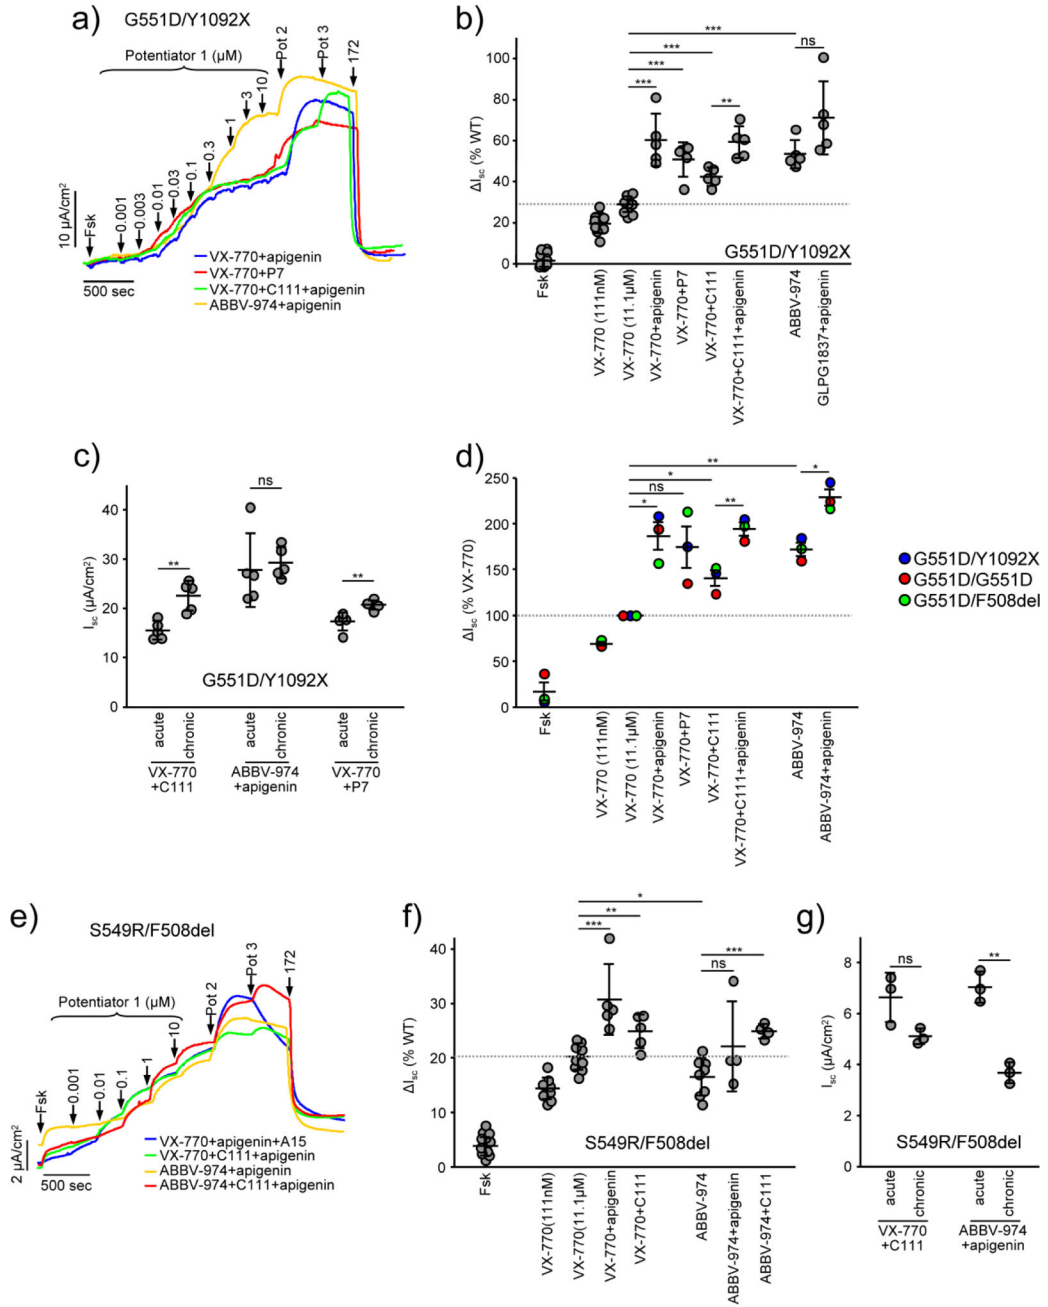 a)
G551D/Y1092X
Potentiator 1 (µM)
Pot 2
Pot 3
172
10
3
1
0.3
0.1
0.03
0.01
0.003
0.001
Fsk
10 µA/cm²
500 sec
VX-770+apigenin
VX-770+P7
VX-770+C111+apigenin
ABBV-974+apigenin
b)
***
***
***
***
**
ns
100
80
60
40
20
0
ΔIsc (% WT)
G551D/Y1092X
Fsk
VX-770 (111nM)
VX-770 (11.1µM)
VX-770+apigenin
VX-770+P7
VX-770+C111
VX-770+C111+apigenin
ABBV-974
GLPG1837+apigenin
c)
40
30
20
10
0
Isc (µA/cm²)
**
ns
**
G551D/Y1092X
acute
chronic
acute
chronic
acute
chronic
VX-770
+C111
ABBV-974
+apigenin
VX-770
+P7
d)
**
*
ns
*
**
*
250
200
150
100
50
0
ΔIsc (% VX-770)
G551D/Y1092X
G551D/G551D
G551D/F508del
Fsk
VX-770 (111nM)
VX-770 (11.1µM)
VX-770+apigenin
VX-770+P7
VX-770+C111
VX-770+C111+apigenin
ABBV-974
ABBV-974+apigenin
e)
S549R/F508del
Potentiator 1 (µM)
Pot 2
Pot 3
172
10
1
0.1
0.01
0.001
Fsk
2 µA/cm²
500 sec
VX-770+apigenin+A15
VX-770+C111+apigenin
ABBV-974+apigenin
ABBV-974+C111+apigenin
f)
*
**
***
***
ns
40
30
20
10
0
ΔIsc (% WT)
S549R/F508del
Fsk
VX-770(111nM)
VX-770(11.1µM)
VX-770+apigenin
VX-770+C111
ABBV-974
ABBV-974+apigenin
ABBV-974+C111
g)
8
6
4
2
0
Isc (µA/cm²)
ns
**
S549R/F508del
acute
chronic
acute
chronic
VX-770
+C111
ABBV-974
+apigenin